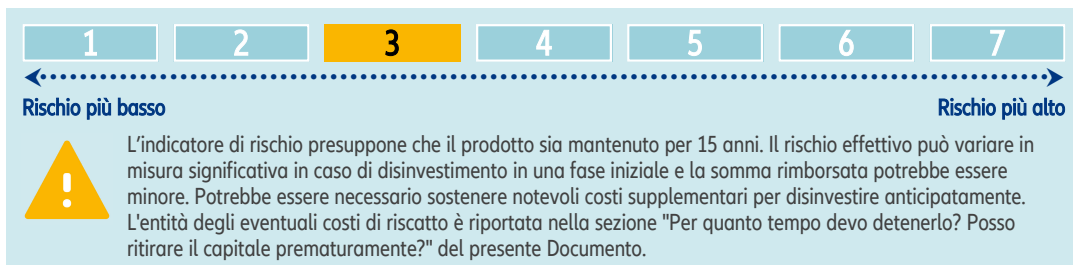 1 2 3 4 5 6 7
Rischio più basso Rischio più alto
L'indicatore di rischio presuppone che il prodotto sia mantenuto per 15 anni. Il rischio effettivo può variare in
misura significativa in caso di disinvestimento in una fase iniziale e la somma rimborsata potrebbe essere
minore. Potrebbe essere necessario sostenere notevoli costi supplementari per disinvestire anticipatamente.
L'entità degli eventuali costi di riscatto è riportata nella sezione "Per quanto tempo devo detenerlo? Posso
ritirare il capitale prematuramente?" del presente Documento.